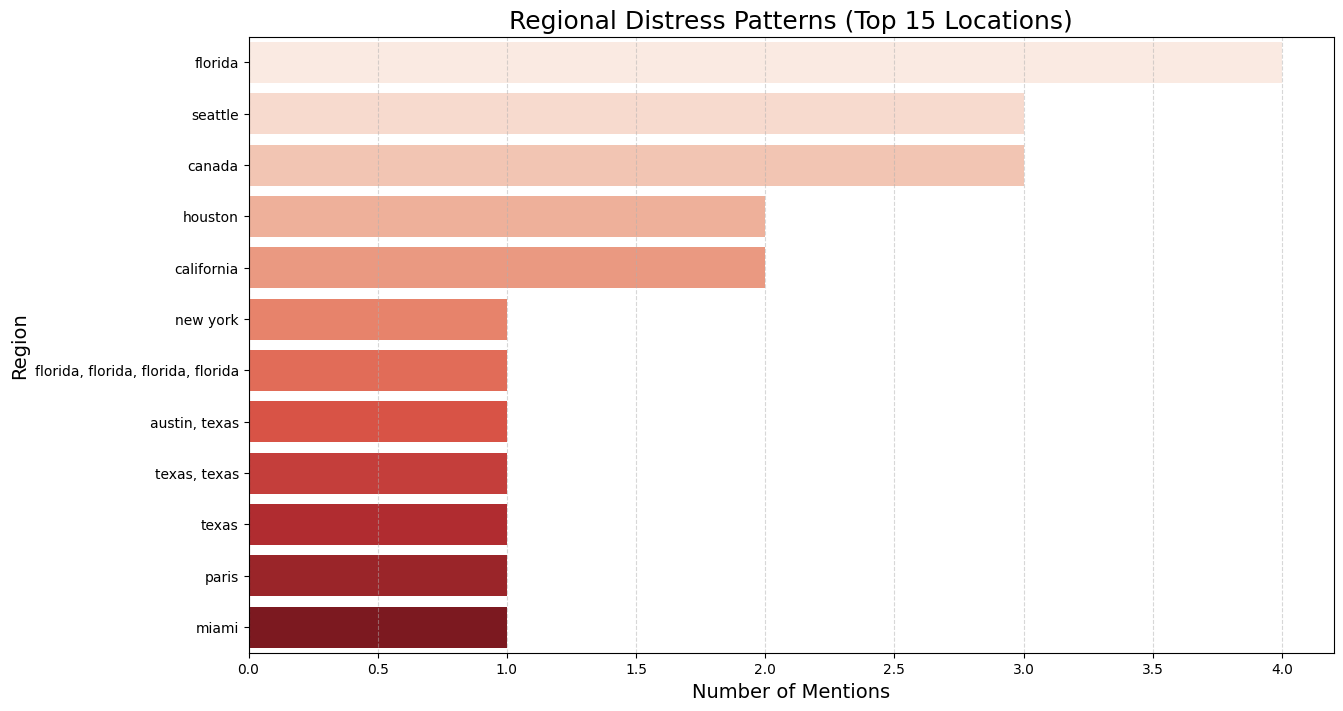 Regional Distress Patterns (Top 15 Locations)
florida
seattle
canada
houston
california
new york
florida, florida, florida, florida
austin, texas
texas, texas
texas
paris
miami
Region
0.0 0.5 1.0 1.5 2.0 2.5 3.0 3.5 4.0
Number of Mentions